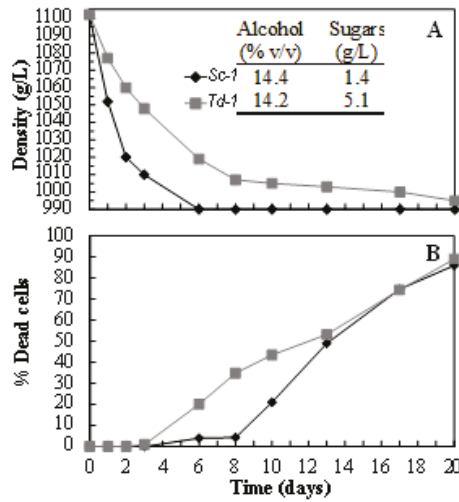 1100
1090
1080
1070
1060
1050
1040
1030
1020
1010
1000
990
Density (g/L)
Alcohol Sugars A
(% v/v) (g/L)
Sc-1 14.4 1.4
Td-1 14.2 5.1
100
90
80
70
60
50
40
30
20
10
0
% Dead cells
B
0 2 4 6 8 10 12 14 16 18 20
Time (days)